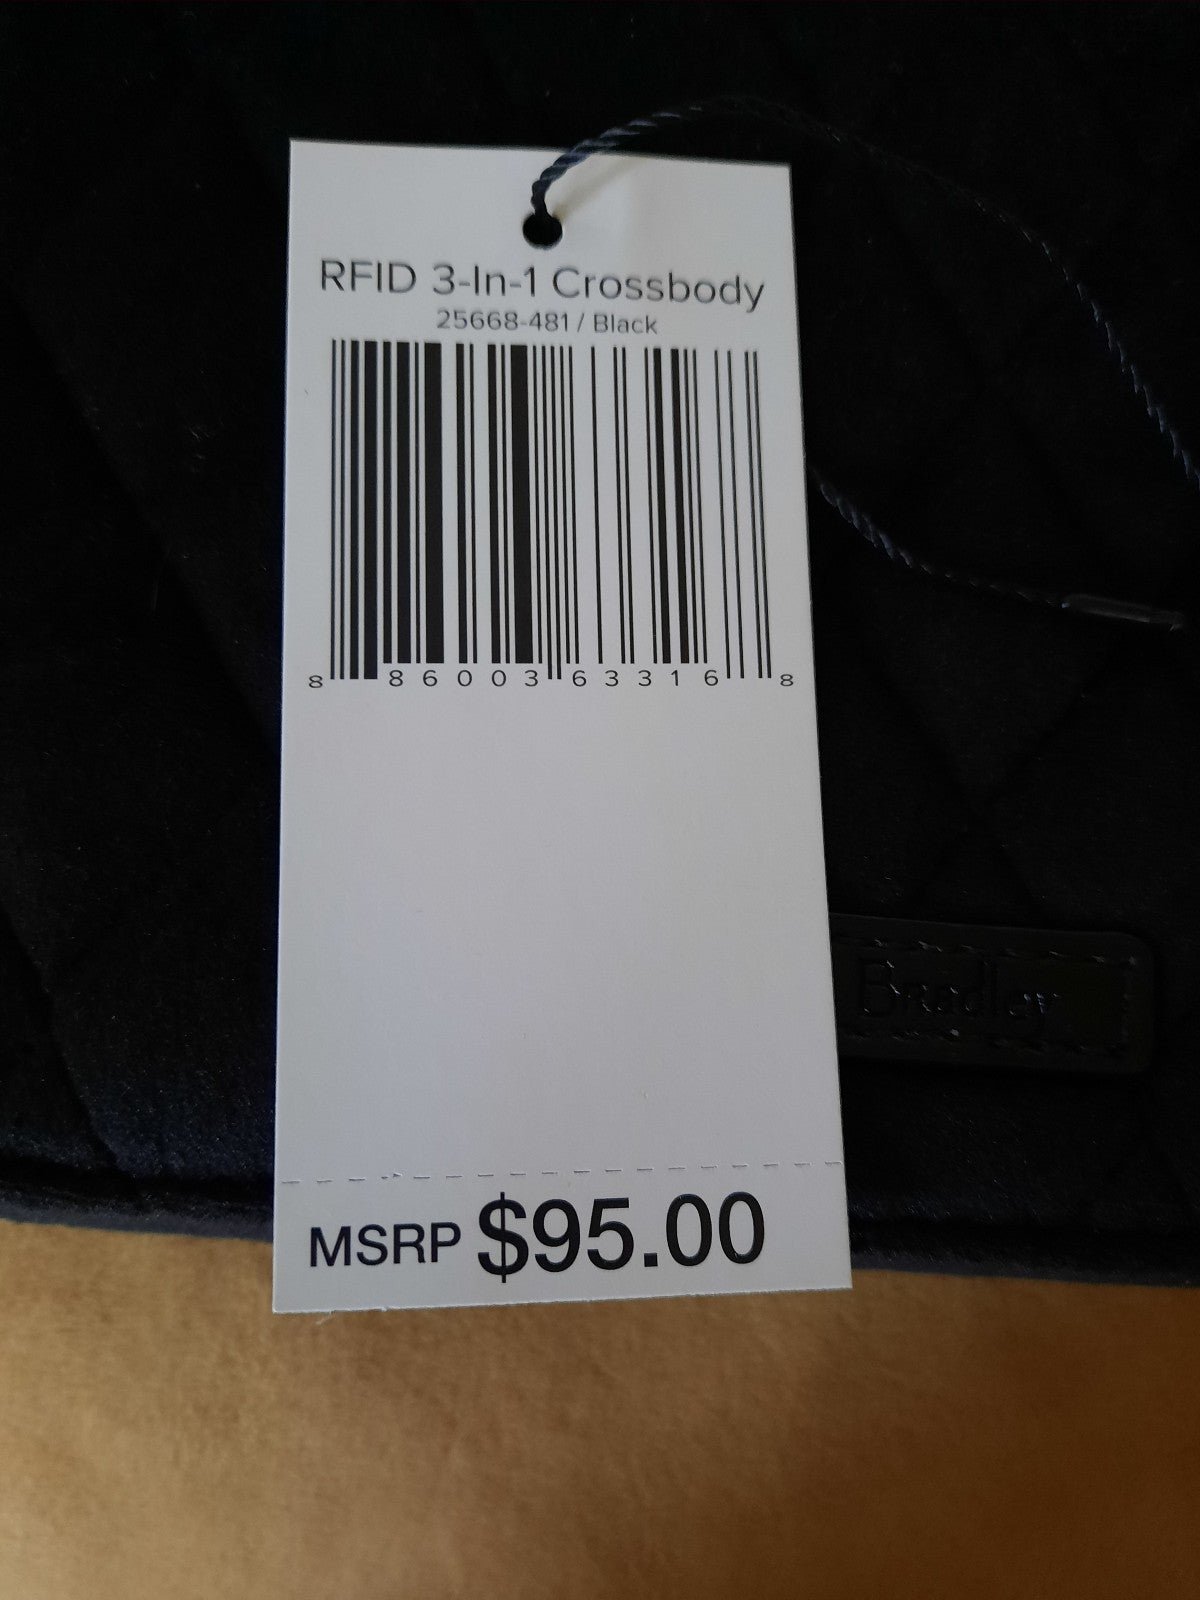 RFID 3-In-1 Crossbody
25668-481 / Black
8 86003 63316 8
Bradley
MSRP $95.00